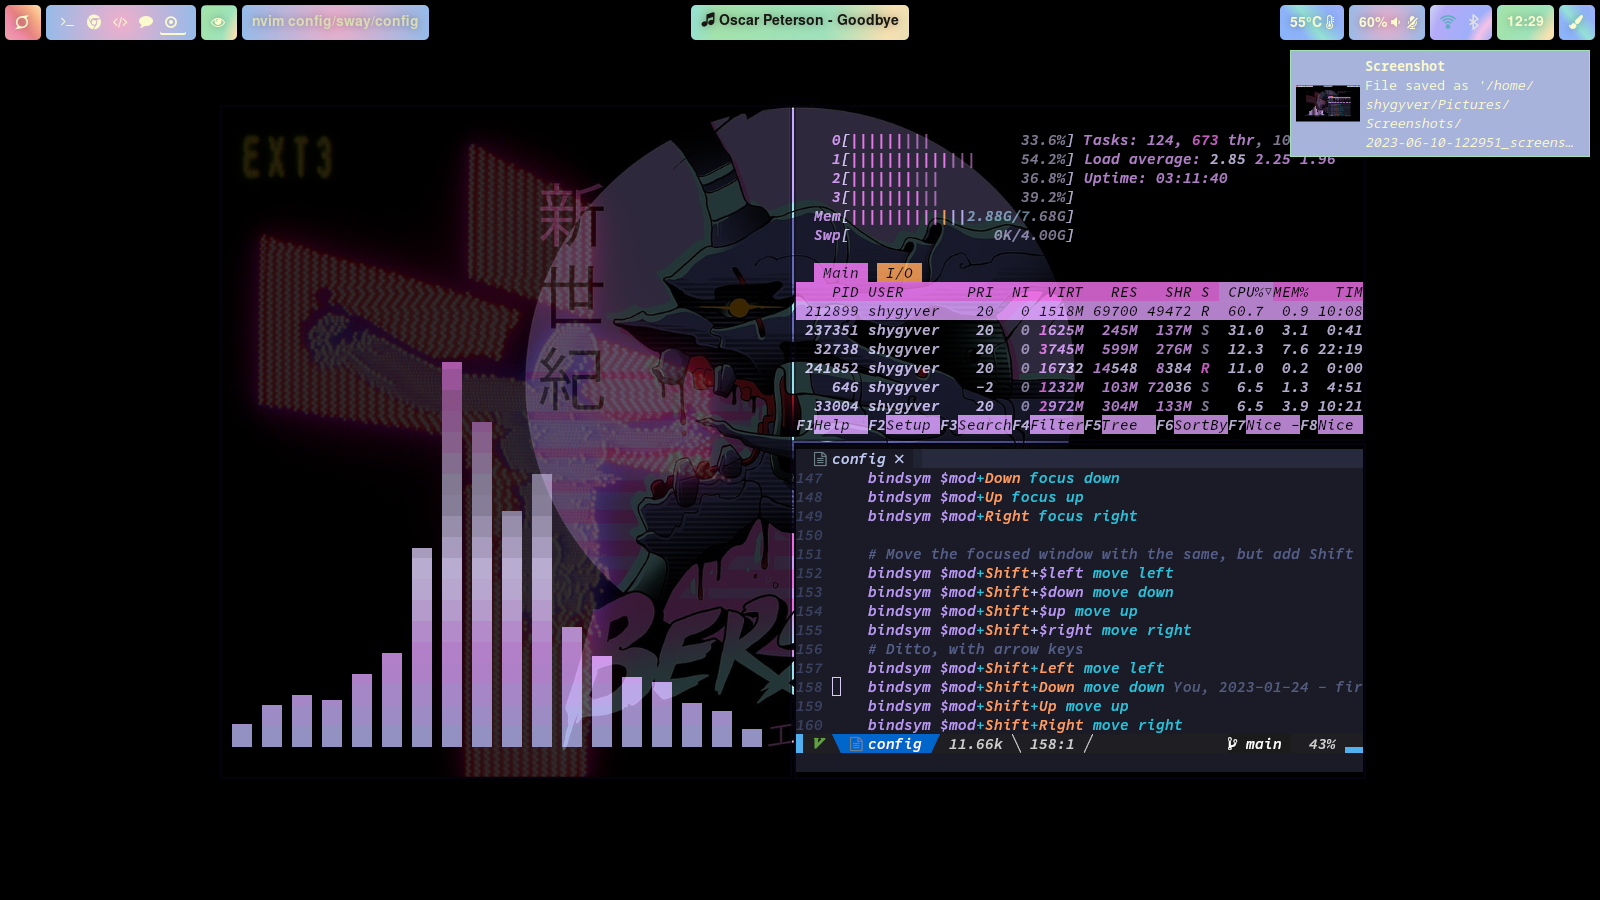 nvim config/sway/config
Oscar Peterson - Goodbye
55°C
60%
12:29
Screenshot
File saved as '/home/
shygyver/Pictures/
Screenshots/
2023-06-10-122951_screens…
EXT3
新
世
紀
BERS
0[||||||||| 33.6%] Tasks: 124, 673 thr, 10
1[|||||||||||||| 54.2%] Load average: 2.85 2.25 1.96
2[|||||||||| 36.8%] Uptime: 03:11:40
3[|||||||||| 39.2%]
Mem[|||||||||||||2.88G/7.68G]
Swp[ 0K/4.00G]
Main I/O
PID USER PRI NI VIRT RES SHR S CPU%▽MEM% TIM
212899 shygyver 20 0 1518M 69700 49472 R 60.7 0.9 10:08
237351 shygyver 20 0 1625M 245M 137M S 31.0 3.1 0:41
32738 shygyver 20 0 3745M 599M 276M S 12.3 7.6 22:19
241852 shygyver 20 0 16732 14548 8384 R 11.0 0.2 0:00
646 shygyver -2 0 1232M 103M 72036 S 6.5 1.3 4:51
33004 shygyver 20 0 2972M 304M 133M S 6.5 3.9 10:21
F1Help F2Setup F3SearchF4FilterF5Tree F6SortByF7Nice -F8Nice
config ×
147 bindsym $mod+Down focus down
148 bindsym $mod+Up focus up
149 bindsym $mod+Right focus right
150
151 # Move the focused window with the same, but add Shift
152 bindsym $mod+Shift+$left move left
153 bindsym $mod+Shift+$down move down
154 bindsym $mod+Shift+$up move up
155 bindsym $mod+Shift+$right move right
156 # Ditto, with arrow keys
157 bindsym $mod+Shift+Left move left
158 bindsym $mod+Shift+Down move down You, 2023-01-24 - fir
159 bindsym $mod+Shift+Up move up
160 bindsym $mod+Shift+Right move right
config 11.66k \ 158:1 / main 43%